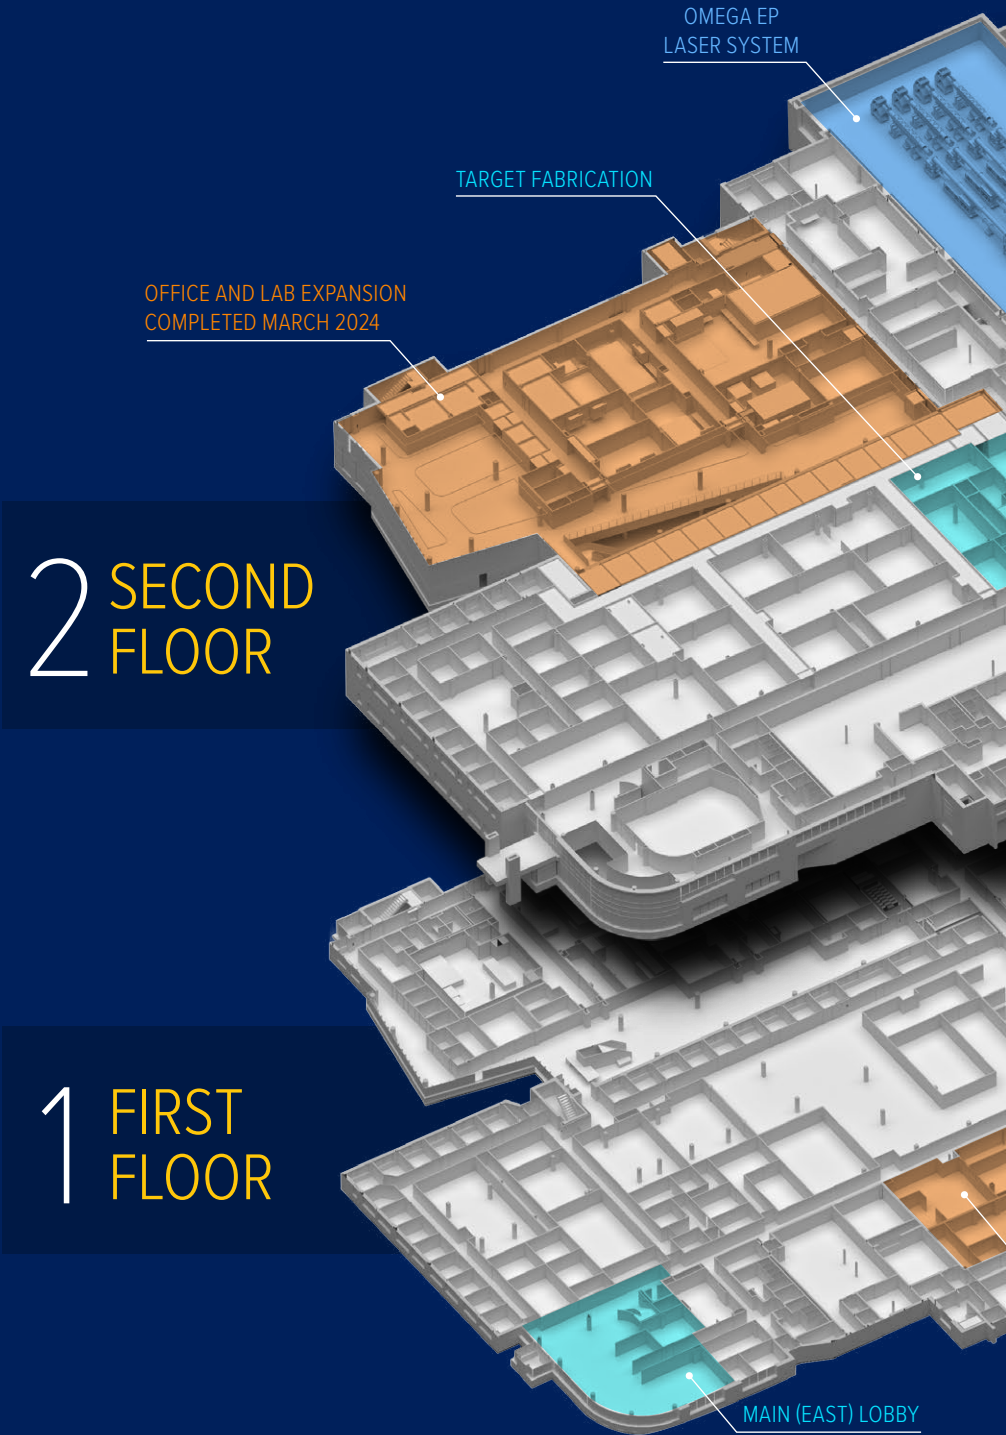 OMEGA EP
LASER SYSTEM
TARGET FABRICATION
OFFICE AND LAB EXPANSION
COMPLETED MARCH 2024
2 SECOND
FLOOR
1 FIRST
FLOOR
MAIN (EAST) LOBBY